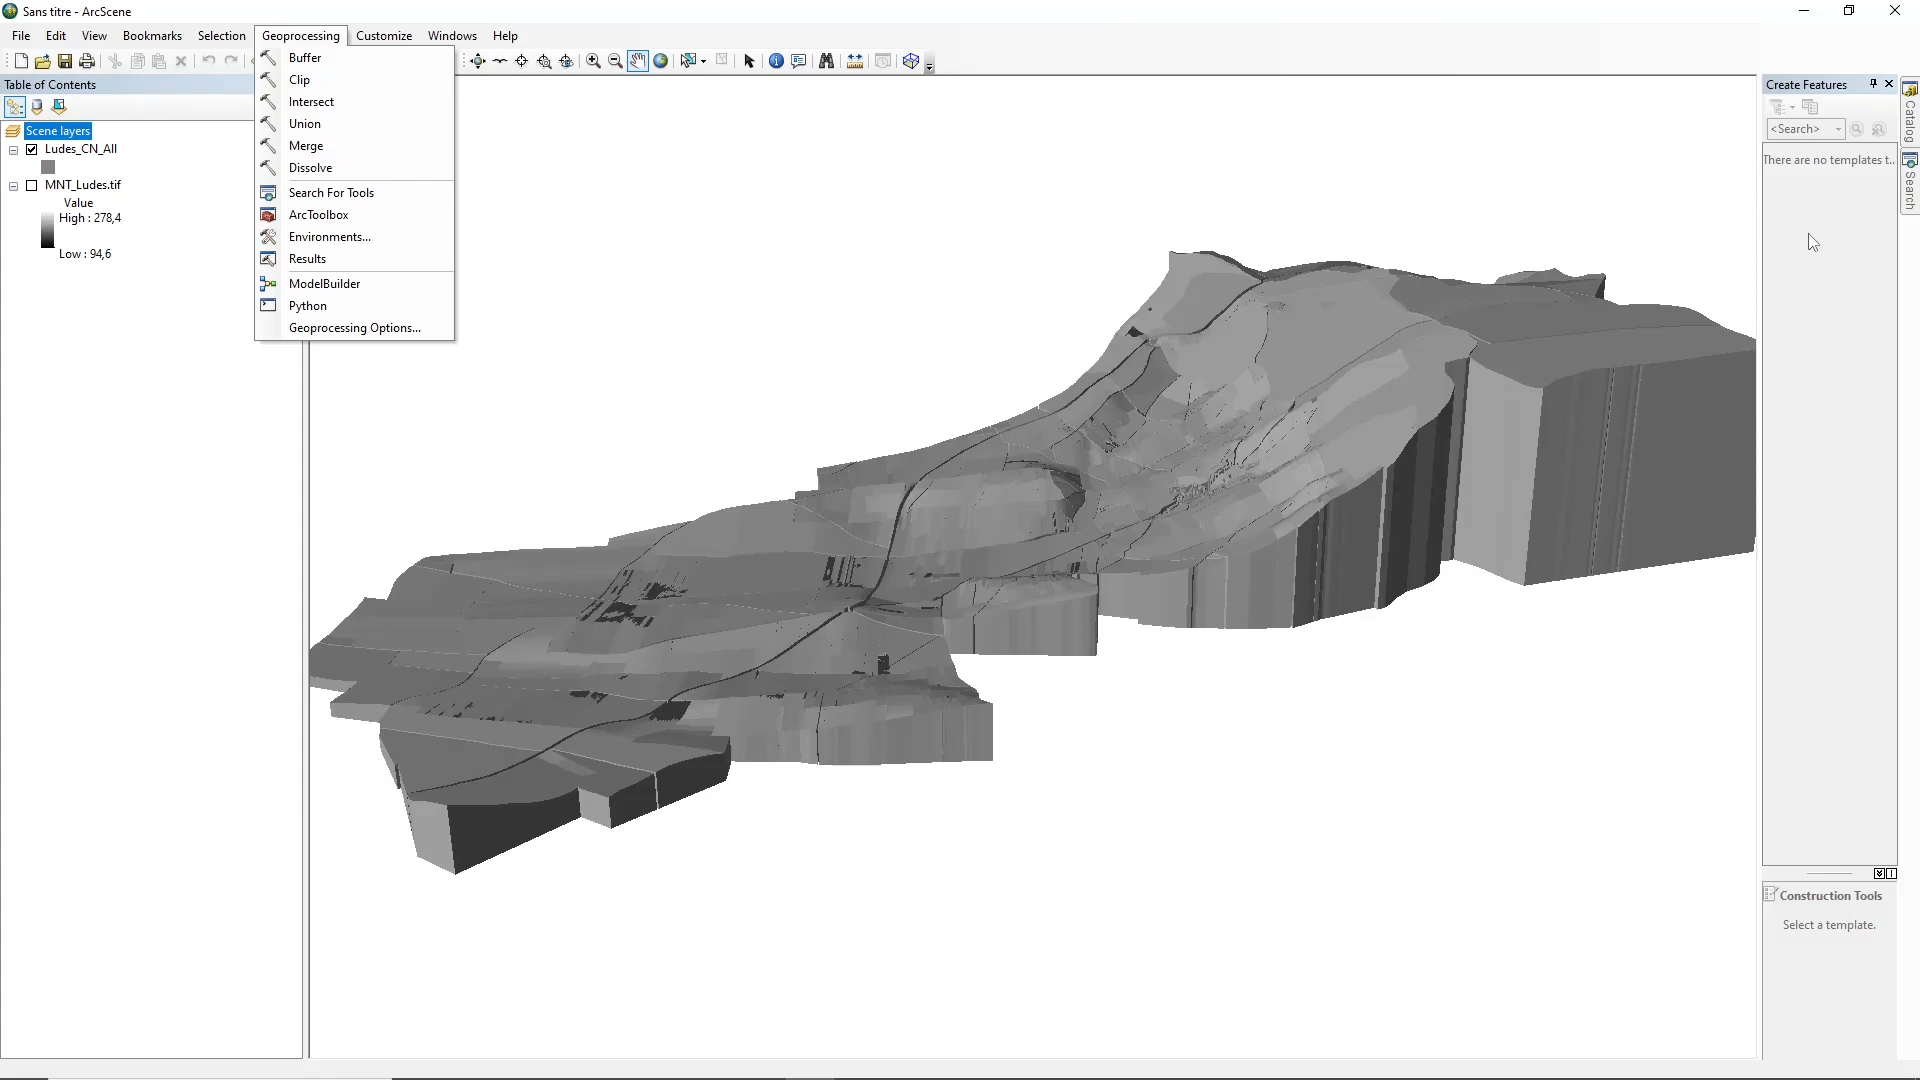 Sans titre - ArcScene
File Edit View Bookmarks Selection Geoprocessing Customize Windows Help
Table of Contents
Scene layers
Ludes_CN_All
MNT_Ludes.tif
Value
High : 278,4
Low : 94,6
Buffer
Clip
Intersect
Union
Merge
Dissolve
Search For Tools
ArcToolbox
Environments...
Results
ModelBuilder
Python
Geoprocessing Options...
Create Features
<Search>
There are no templates t..
Construction Tools
Select a template.
Catalog
Search